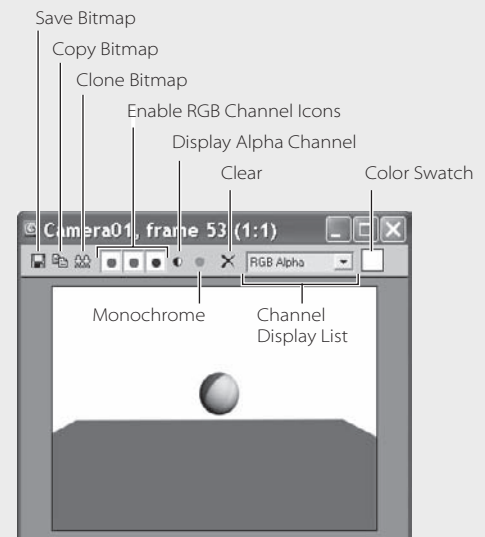 Save Bitmap
Copy Bitmap
Clone Bitmap
Enable RGB Channel Icons
Display Alpha Channel
Clear
Color Swatch
Camera01, frame 53 (1:1)
RGB Alpha
Monochrome
Channel
Display List